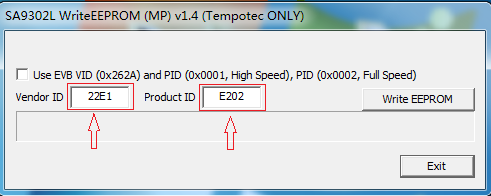 SA9302L WriteEEPROM (MP) v1.4 (Tempotec ONLY)
Use EVB VID (0x262A) and PID (0x0001, High Speed), PID (0x0002, Full Speed)
Vendor ID 22E1 Product ID E202 Write EEPROM
Exit